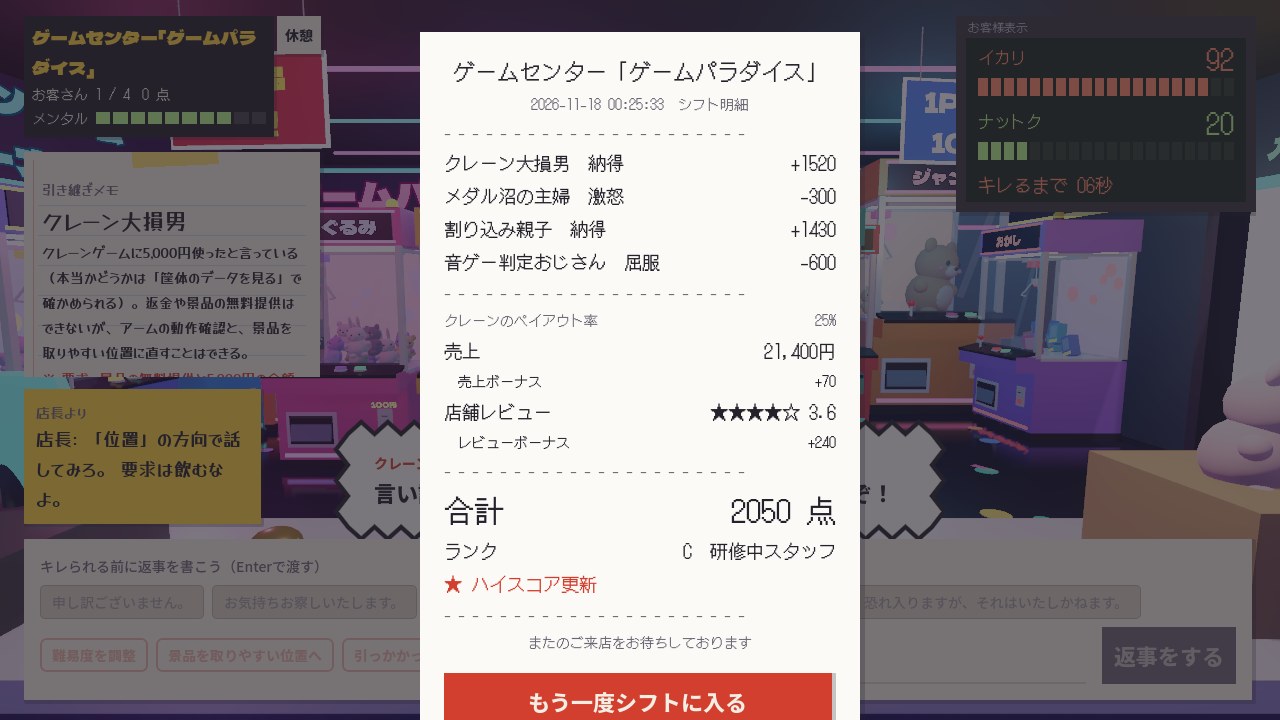 ゲームセンター「ゲームパラ
ダイス」
休憩
お客さん 1/4 0点
メンタル
引き継ぎメモ
クレーン大損男
クレーンゲームに5,000円使ったと言っている
(本当かどうかは「筐体のデータを見る」で
確かめられる)。返金や景品の無料提供は
できないが、アームの動作確認と、景品を
取りやすい位置に直すことはできる。
店長より
店長: 「位置」の方向で話
してみろ。 要求は飲むな
よ。
ゲームセンター「ゲームパラダイス」
2026-11-18 00:25:33 シフト明細
クレーン大損男 納得 +1520
メダル沼の主婦 激怒 -300
割り込み親子 納得 +1430
音ゲー判定おじさん 屈服 -600
クレーンのペイアウト率 25%
売上 21,400円
売上ボーナス +70
店舗レビュー ★★★★☆ 3.6
レビューボーナス +240
合計 2050 点
ランク C 研修中スタッフ
★ ハイスコア更新
またのご来店をお待ちしております
もう一度シフトに入る
お客様表示
イカリ 92
ナットク 20
キレるまで 06秒
1P
ぐるみ
おかし
100円
クレー
言い
ぞ!
キレられる前に返事を書こう(Enterで渡す)
申し訳ございません。
お気持ちお察しいたします。
恐れ入りますが、それはいたしかねます。
難易度を調整
景品を取りやすい位置へ
引っかかっ
返事をする